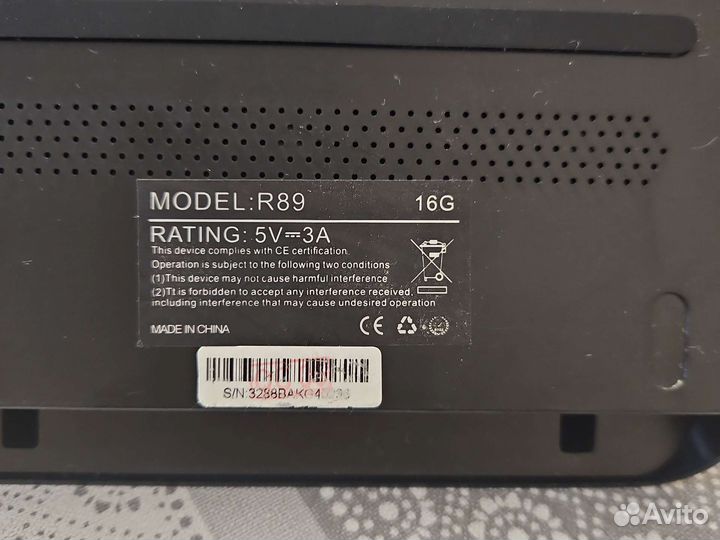 MODEL:R89 16G
RATING: 5V⎓3A
This device complies with CE certification.
Operation is subject to the following two conditions
(1)This device may not cause harmful interference
(2)Tt is forbidden to accept any interference received,
including interference that may cause undesired operation
MADE IN CHINA CE
Avito